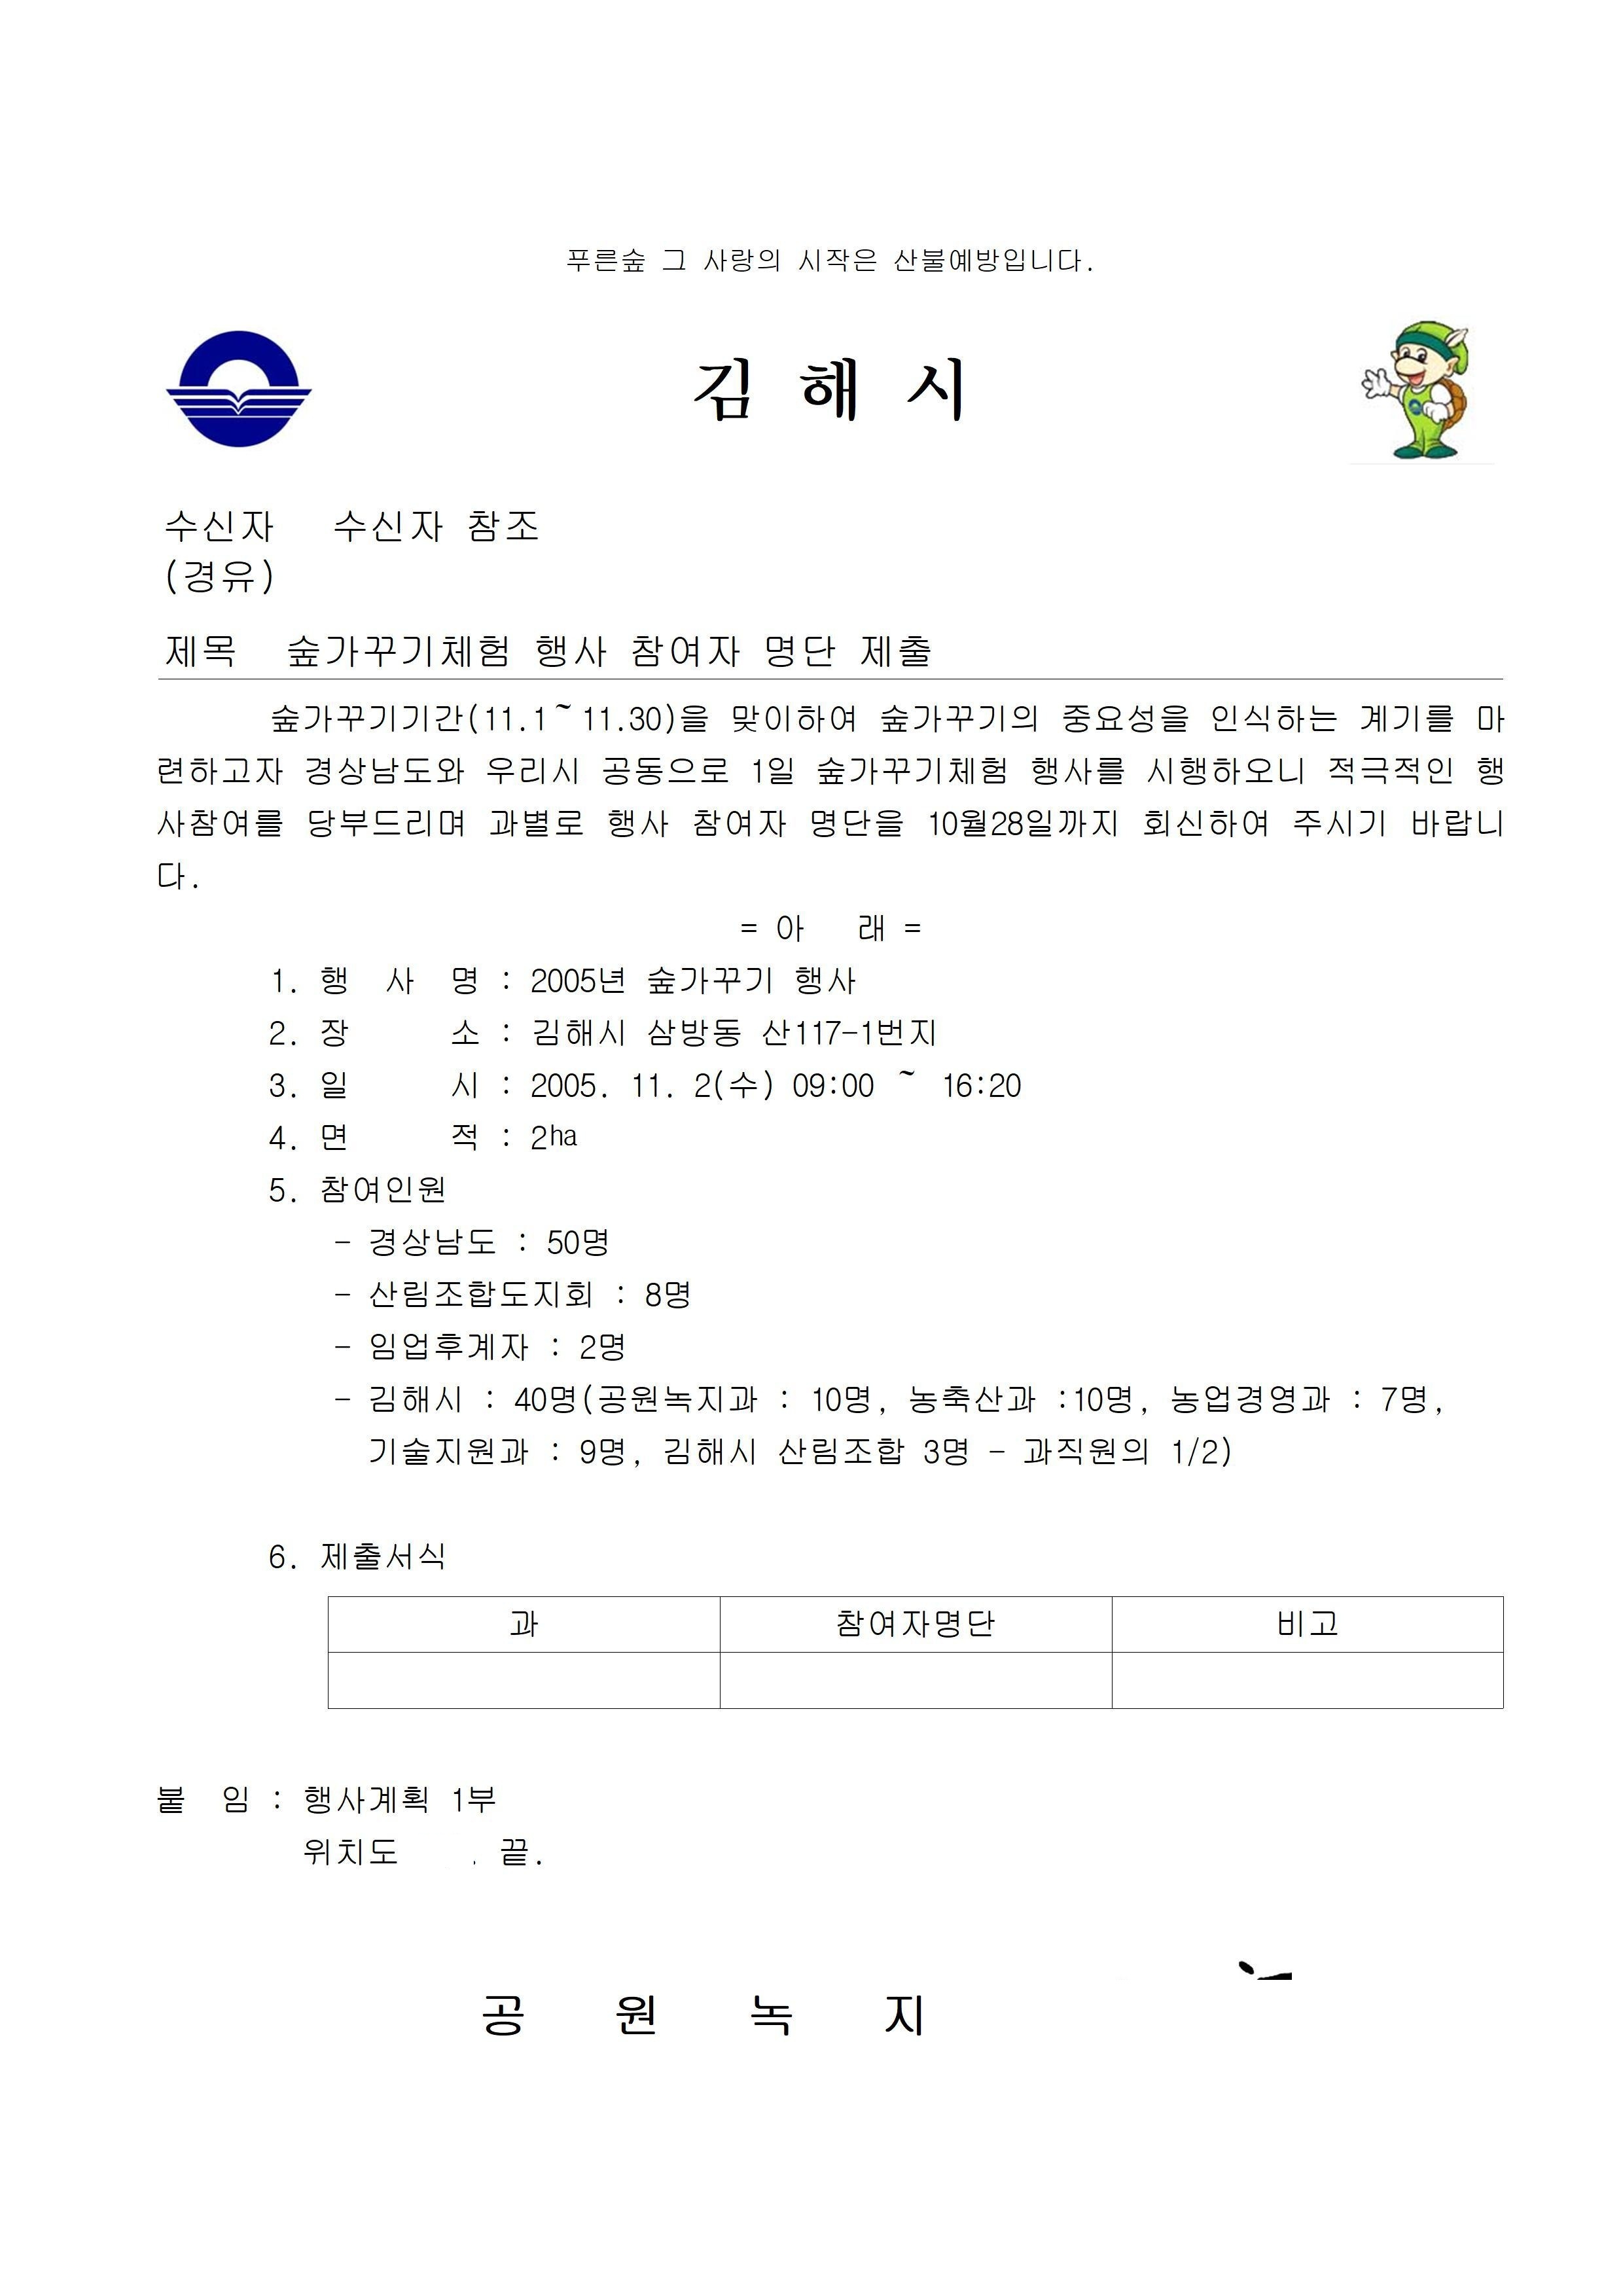 푸른숲 그 사랑의 시작은 산불예방입니다.
김 해 시
수신자 수신자 참조
(경유)
제목 숲가꾸기체험 행사 참여자 명단 제출
숲가꾸기기간(11.1~11.30)을 맞이하여 숲가꾸기의 중요성을 인식하는 계기를 마
련하고자 경상남도와 우리시 공동으로 1일 숲가꾸기체험 행사를 시행하오니 적극적인 행
사참여를 당부드리며 과별로 행사 참여자 명단을 10월28일까지 회신하여 주시기 바랍니
다.
= 아 래 =
1. 행 사 명 : 2005년 숲가꾸기 행사
2. 장 소 : 김해시 삼방동 산117-1번지
3. 일 시 : 2005. 11. 2(수) 09:00 ~ 16:20
4. 면 적 : 2㏊
5. 참여인원
- 경상남도 : 50명
- 산림조합도지회 : 8명
- 임업후계자 : 2명
- 김해시 : 40명(공원녹지과 : 10명, 농축산과 :10명, 농업경영과 : 7명,
기술지원과 : 9명, 김해시 산림조합 3명 - 과직원의 1/2)
6. 제출서식
과 참여자명단 비고
붙 임 : 행사계획 1부
위치도 . 끝.
공 원 녹 지